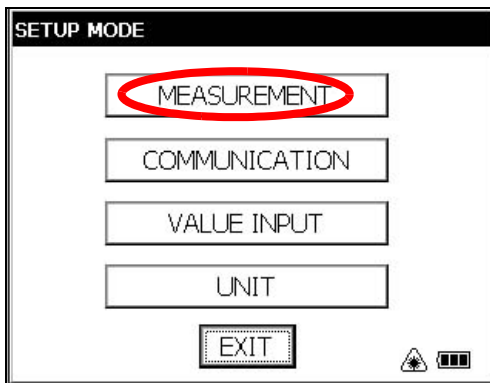 SETUP MODE
MEASUREMENT
COMMUNICATION
VALUE INPUT
UNIT
EXIT